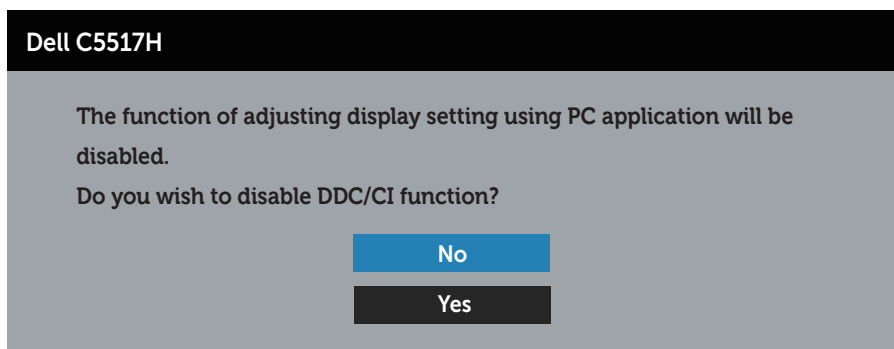 Dell C5517H
The function of adjusting display setting using PC application will be
disabled.
Do you wish to disable DDC/CI function?
No
Yes